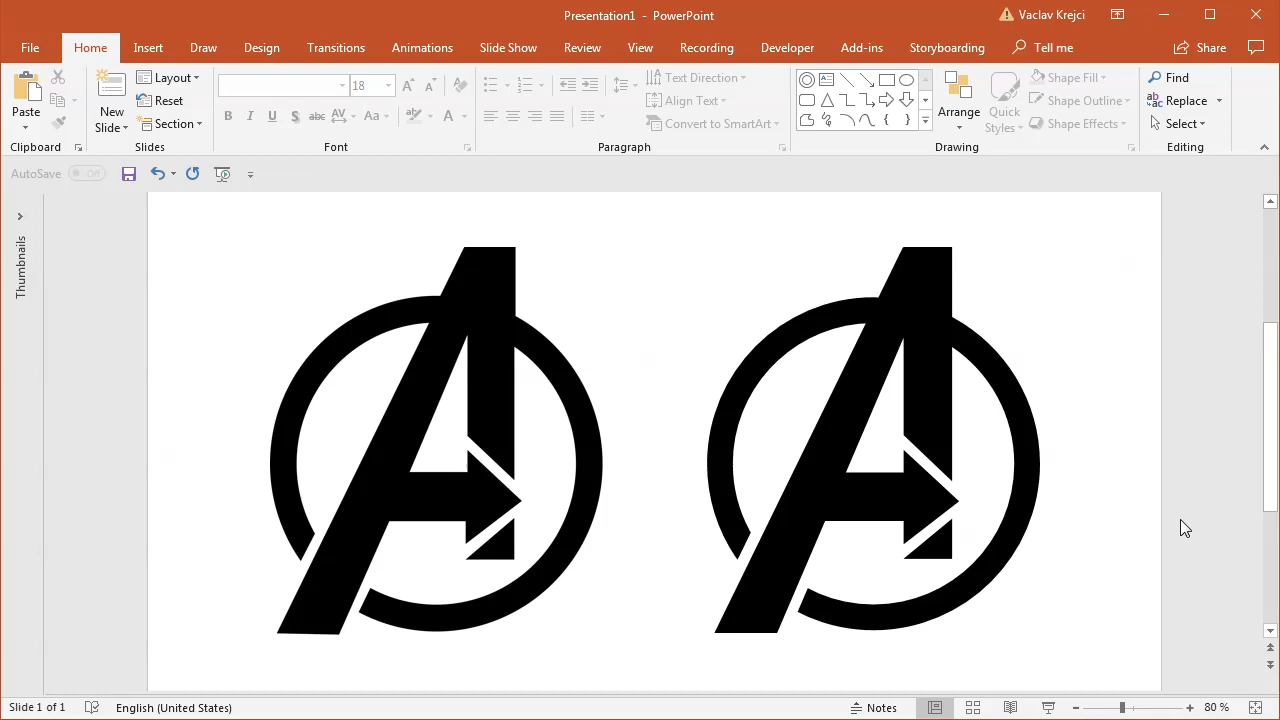 Presentation1 - PowerPoint
Vaclav Krejci
File Home Insert Draw Design Transitions Animations Slide Show Review View Recording Developer Add-ins Storyboarding Tell me Share
Paste
Clipboard
New
Slide
Layout
Reset
Section
Slides
18
B I U S abc AV Aa A
Font
Text Direction
Align Text
Convert to SmartArt
Paragraph
Arrange
Quick
Styles
Shape Fill
Shape Outline
Shape Effects
Drawing
Find
Replace
Select
Editing
AutoSave Off
Thumbnails
Slide 1 of 1
English (United States)
Notes
80 %